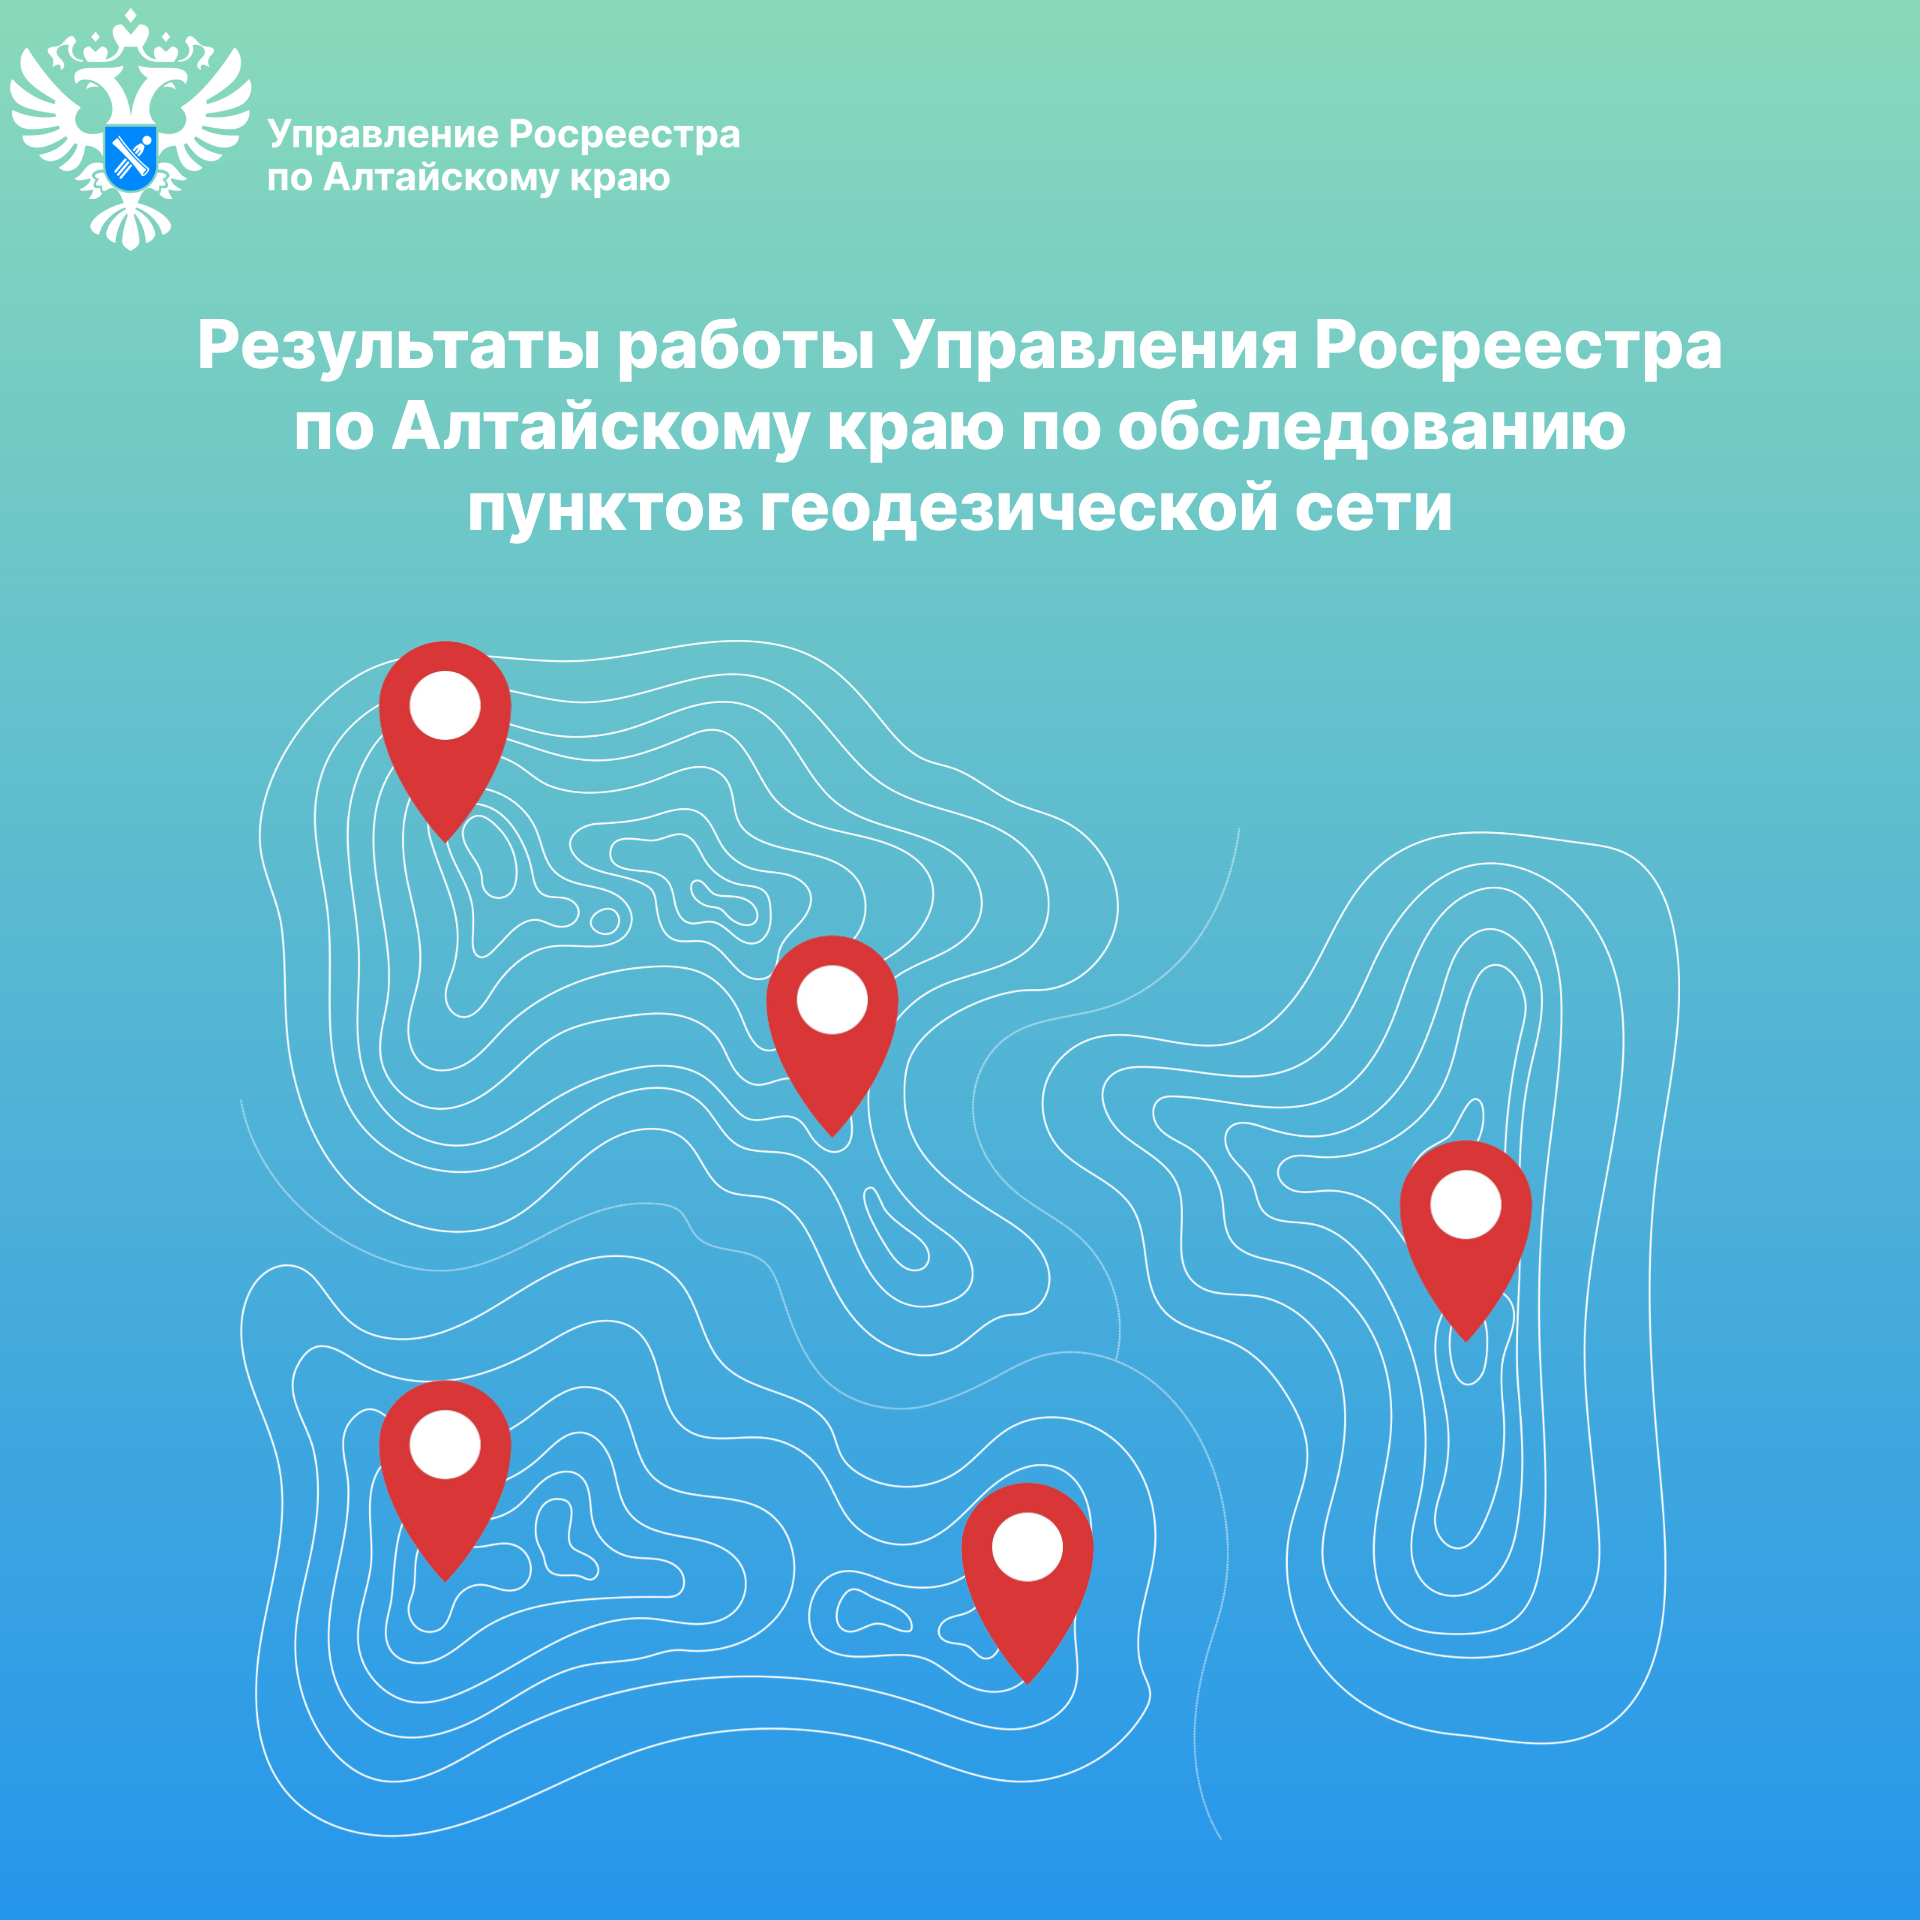 Управление Росреестра
по Алтайскому краю
Результаты работы Управления Росреестра
по Алтайскому краю по обследованию
пунктов геодезической сети